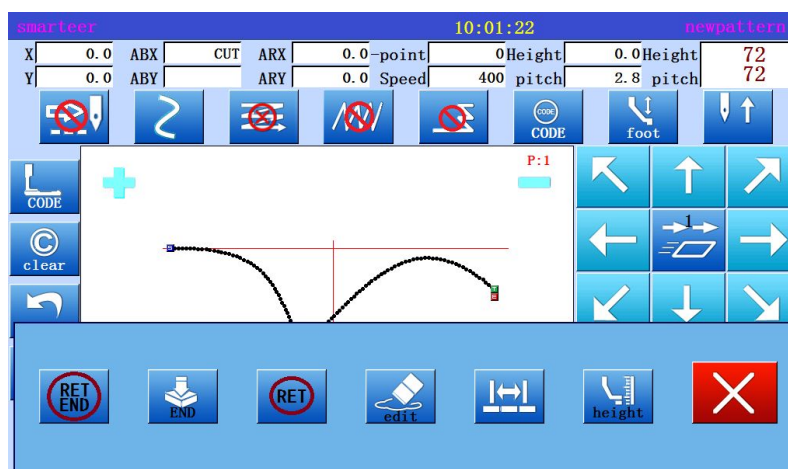 smarteer 10:01:22 newpattern
X 0.0 ABX CUT ARX 0.0 -point 0 Height 0.0 Height 72
Y 0.0 ABY ARY 0.0 Speed 400 pitch 2.8 pitch 72
CODE
CODE
foot
P:1
CODE
1
C
clear
RET
END
END
RET
edit
height